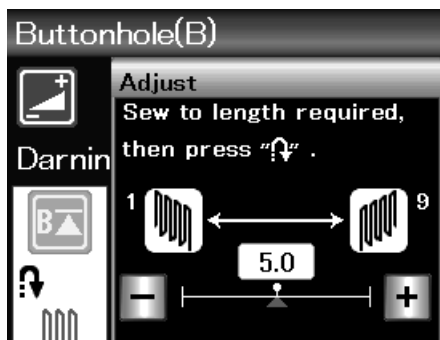 Buttonhole(B)
Adjust
Sew to length required,
then press “ ” .
Darnin
B
1
9
5.0
− +